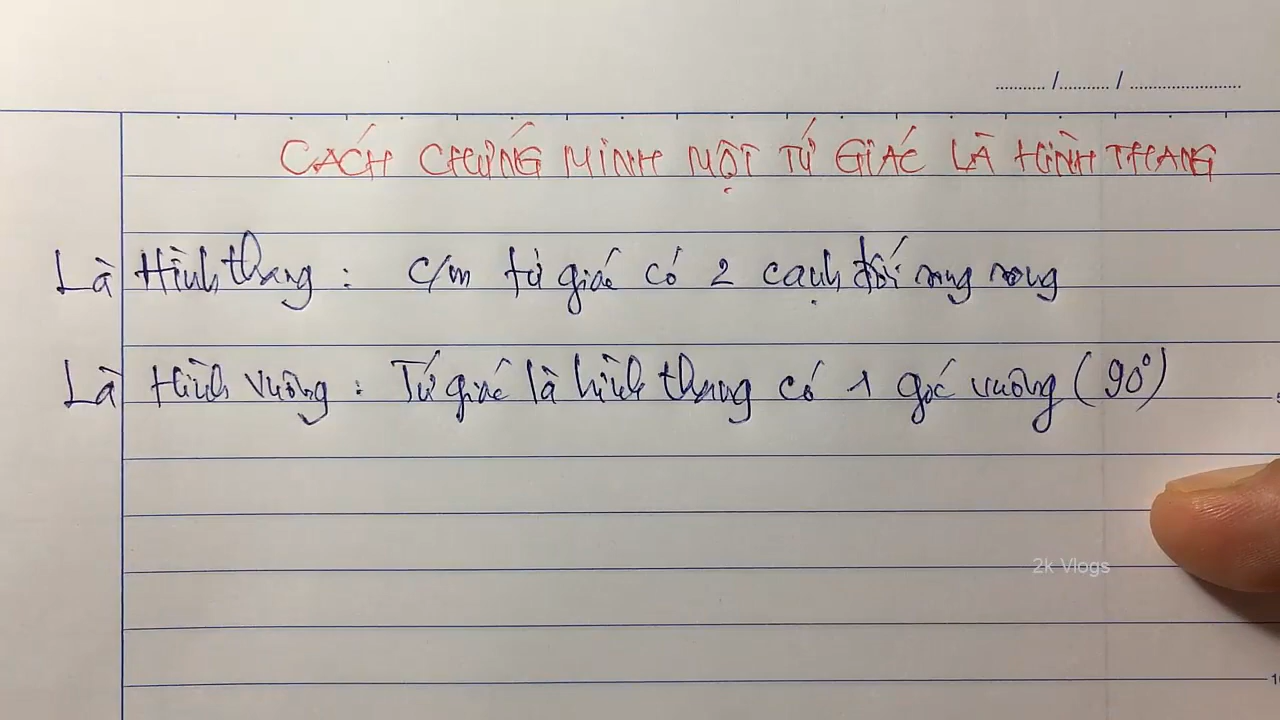 CÁCH CHỨNG MINH MỘT TỨ GIÁC LÀ HÌNH THANG
Là Hình thang : c/m tứ giác có 2 cạnh đối song song
Là Hình vuông : Tứ giác là hình thang có 1 góc vuông (90°)
2k Vlogs